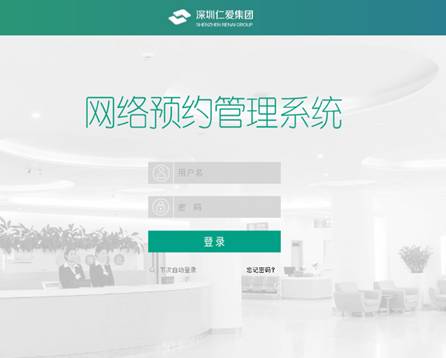 深圳仁爱集团
SHENZHEN RENAI GROUP
网络预约管理系统
用户名
密 码
登录
下次自动登录
忘记密码?